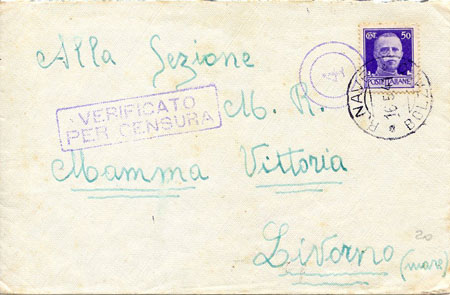 Alla Sezione
CENT. 50
POSTE ITALIANE
VERIFICATO
PER CENSURA
M. R.
Mamma Vittoria
Livorno
(mare)
20